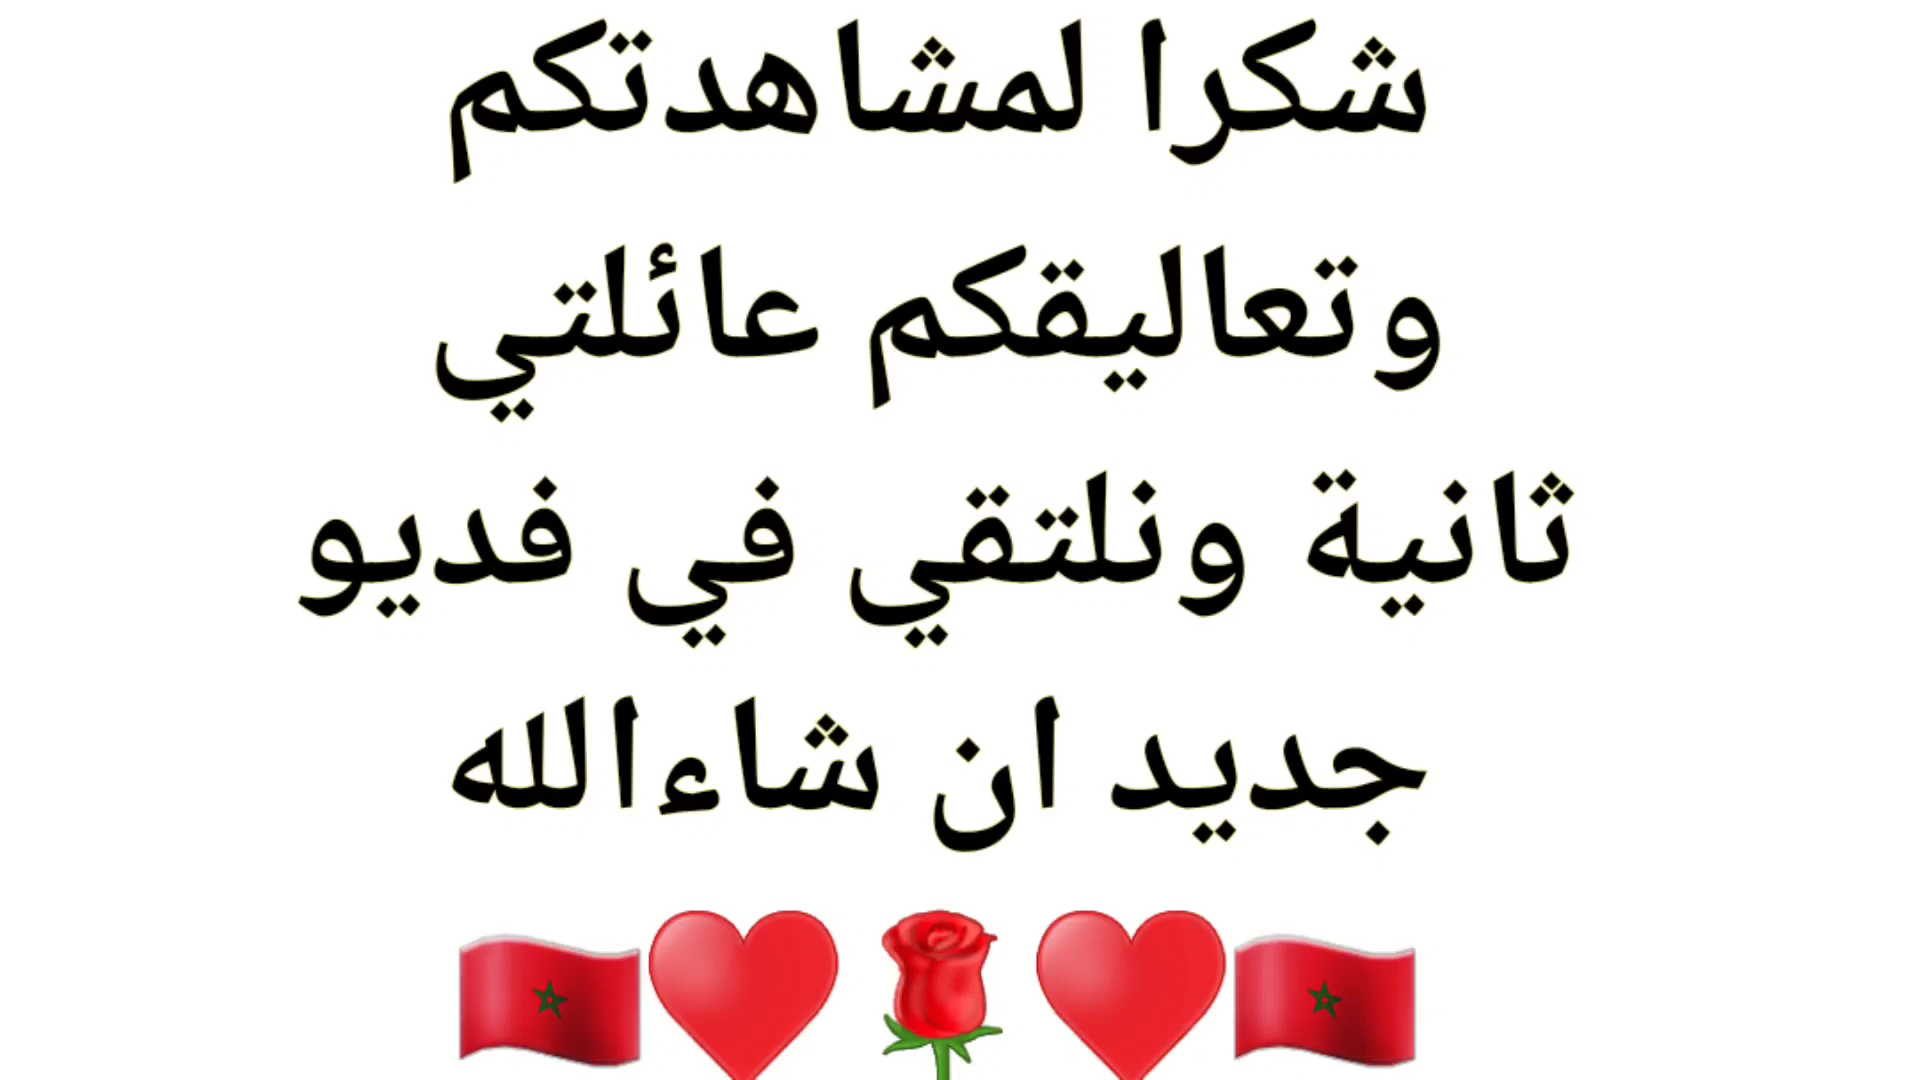 شكرا لمشاهدتكم
وتعاليقكم عائلتي
ثانية ونلتقي في فديو
جديد ان شاءالله
🇲🇦♥️🌹♥️🇲🇦